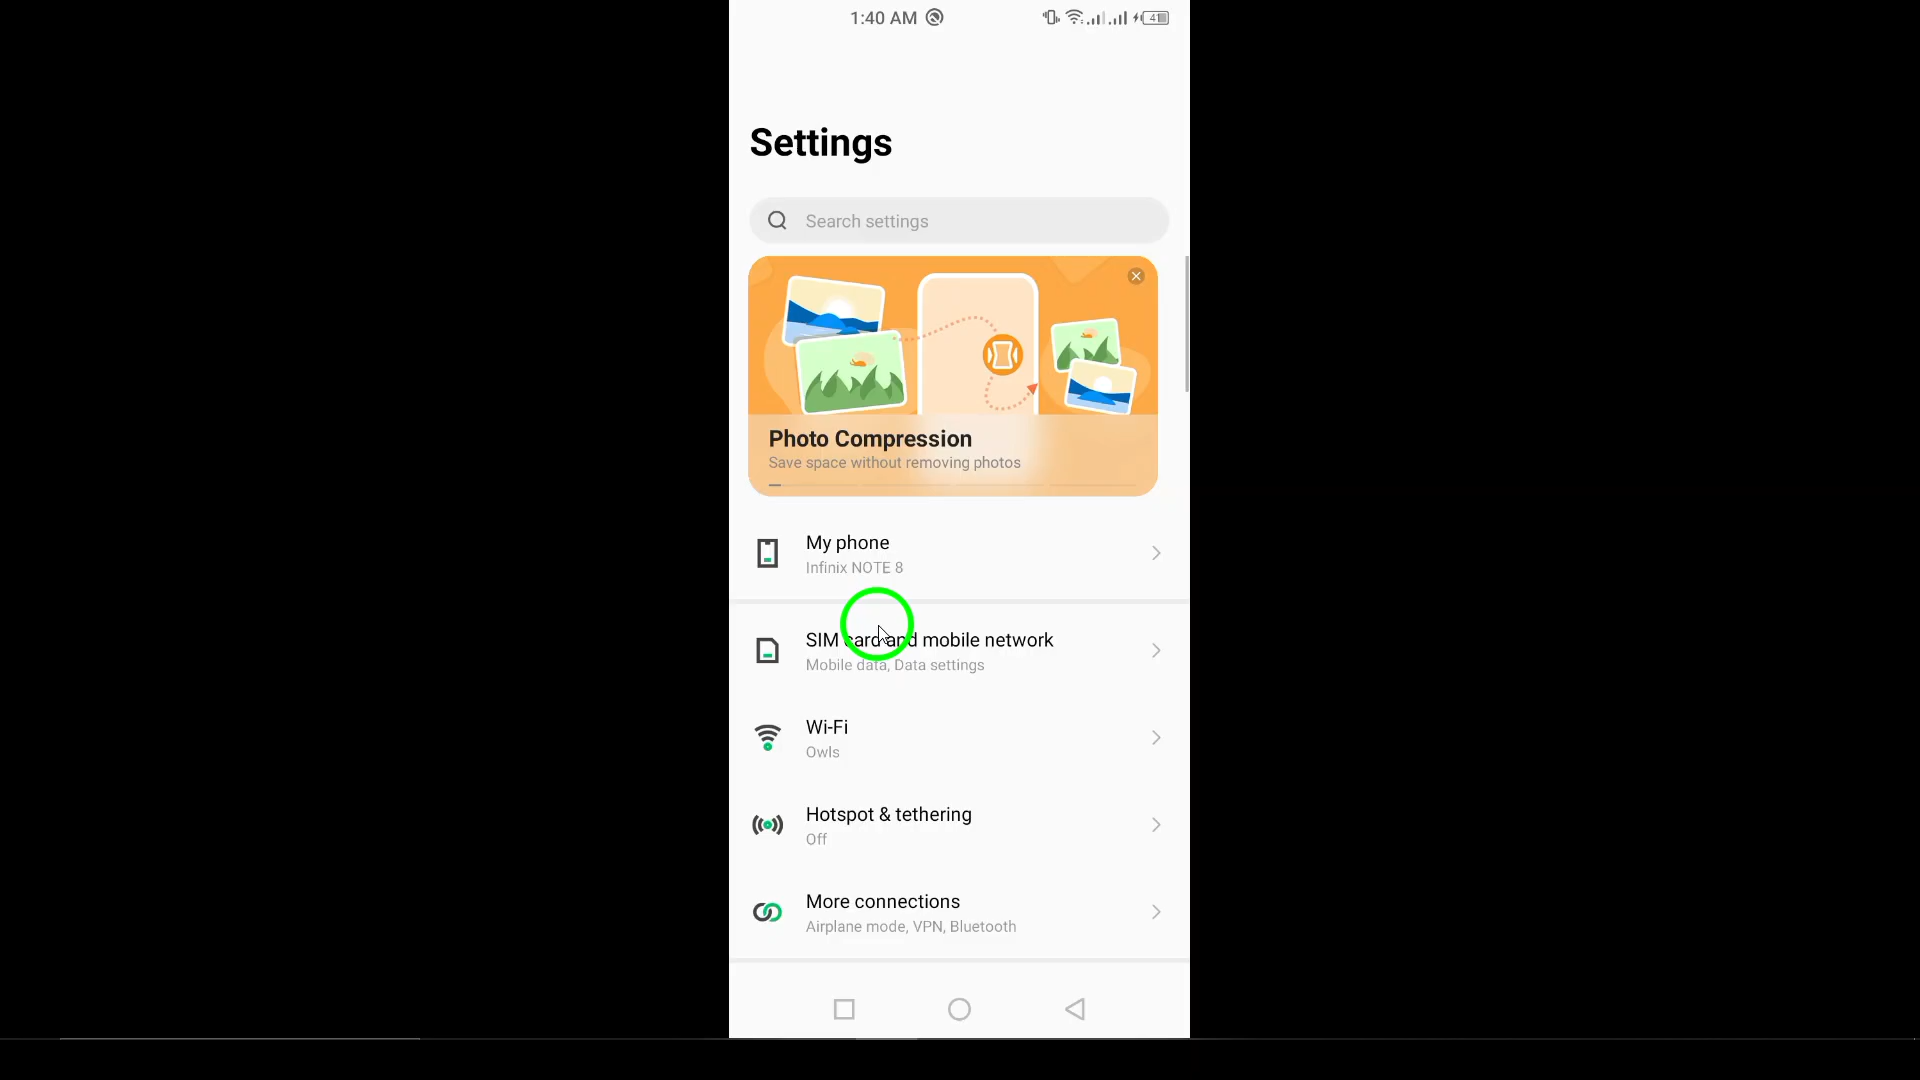 1:40 AM
41
Settings
Search settings
Photo Compression
Save space without removing photos
My phone
Infinix NOTE 8
SIM card and mobile network
Mobile data, Data settings
Wi-Fi
Owls
Hotspot & tethering
Off
More connections
Airplane mode, VPN, Bluetooth